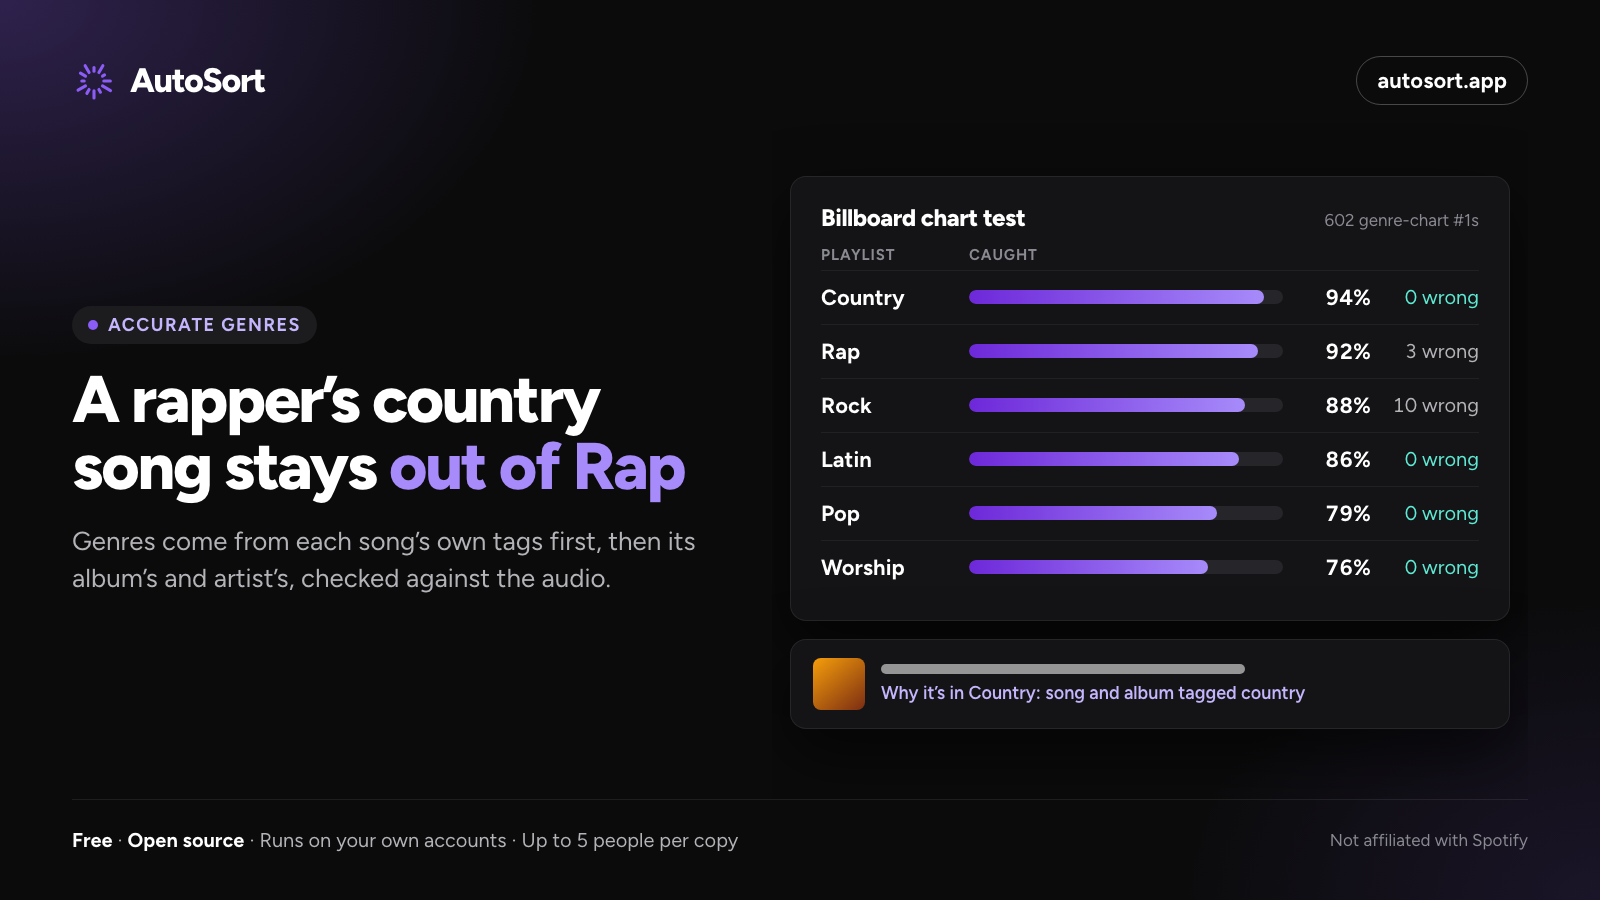 AutoSort
autosort.app
ACCURATE GENRES
A rapper’s country
song stays out of Rap
Genres come from each song’s own tags first, then its
album’s and artist’s, checked against the audio.
Billboard chart test
602 genre-chart #1s
PLAYLIST CAUGHT
Country 94% 0 wrong
Rap 92% 3 wrong
Rock 88% 10 wrong
Latin 86% 0 wrong
Pop 79% 0 wrong
Worship 76% 0 wrong
Why it’s in Country: song and album tagged country
Free · Open source · Runs on your own accounts · Up to 5 people per copy
Not affiliated with Spotify